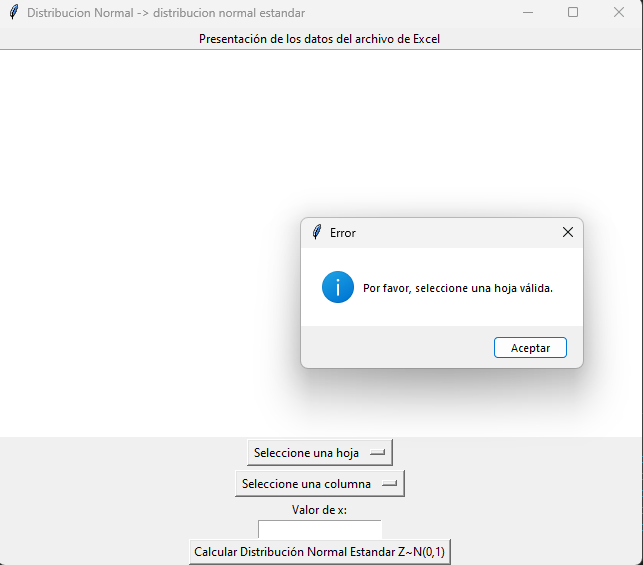 Distribucion Normal -> distribucion normal estandar
Presentación de los datos del archivo de Excel
Error
Por favor, seleccione una hoja válida.
Aceptar
Seleccione una hoja
Seleccione una columna
Valor de x:
Calcular Distribución Normal Estandar Z~N(0,1)